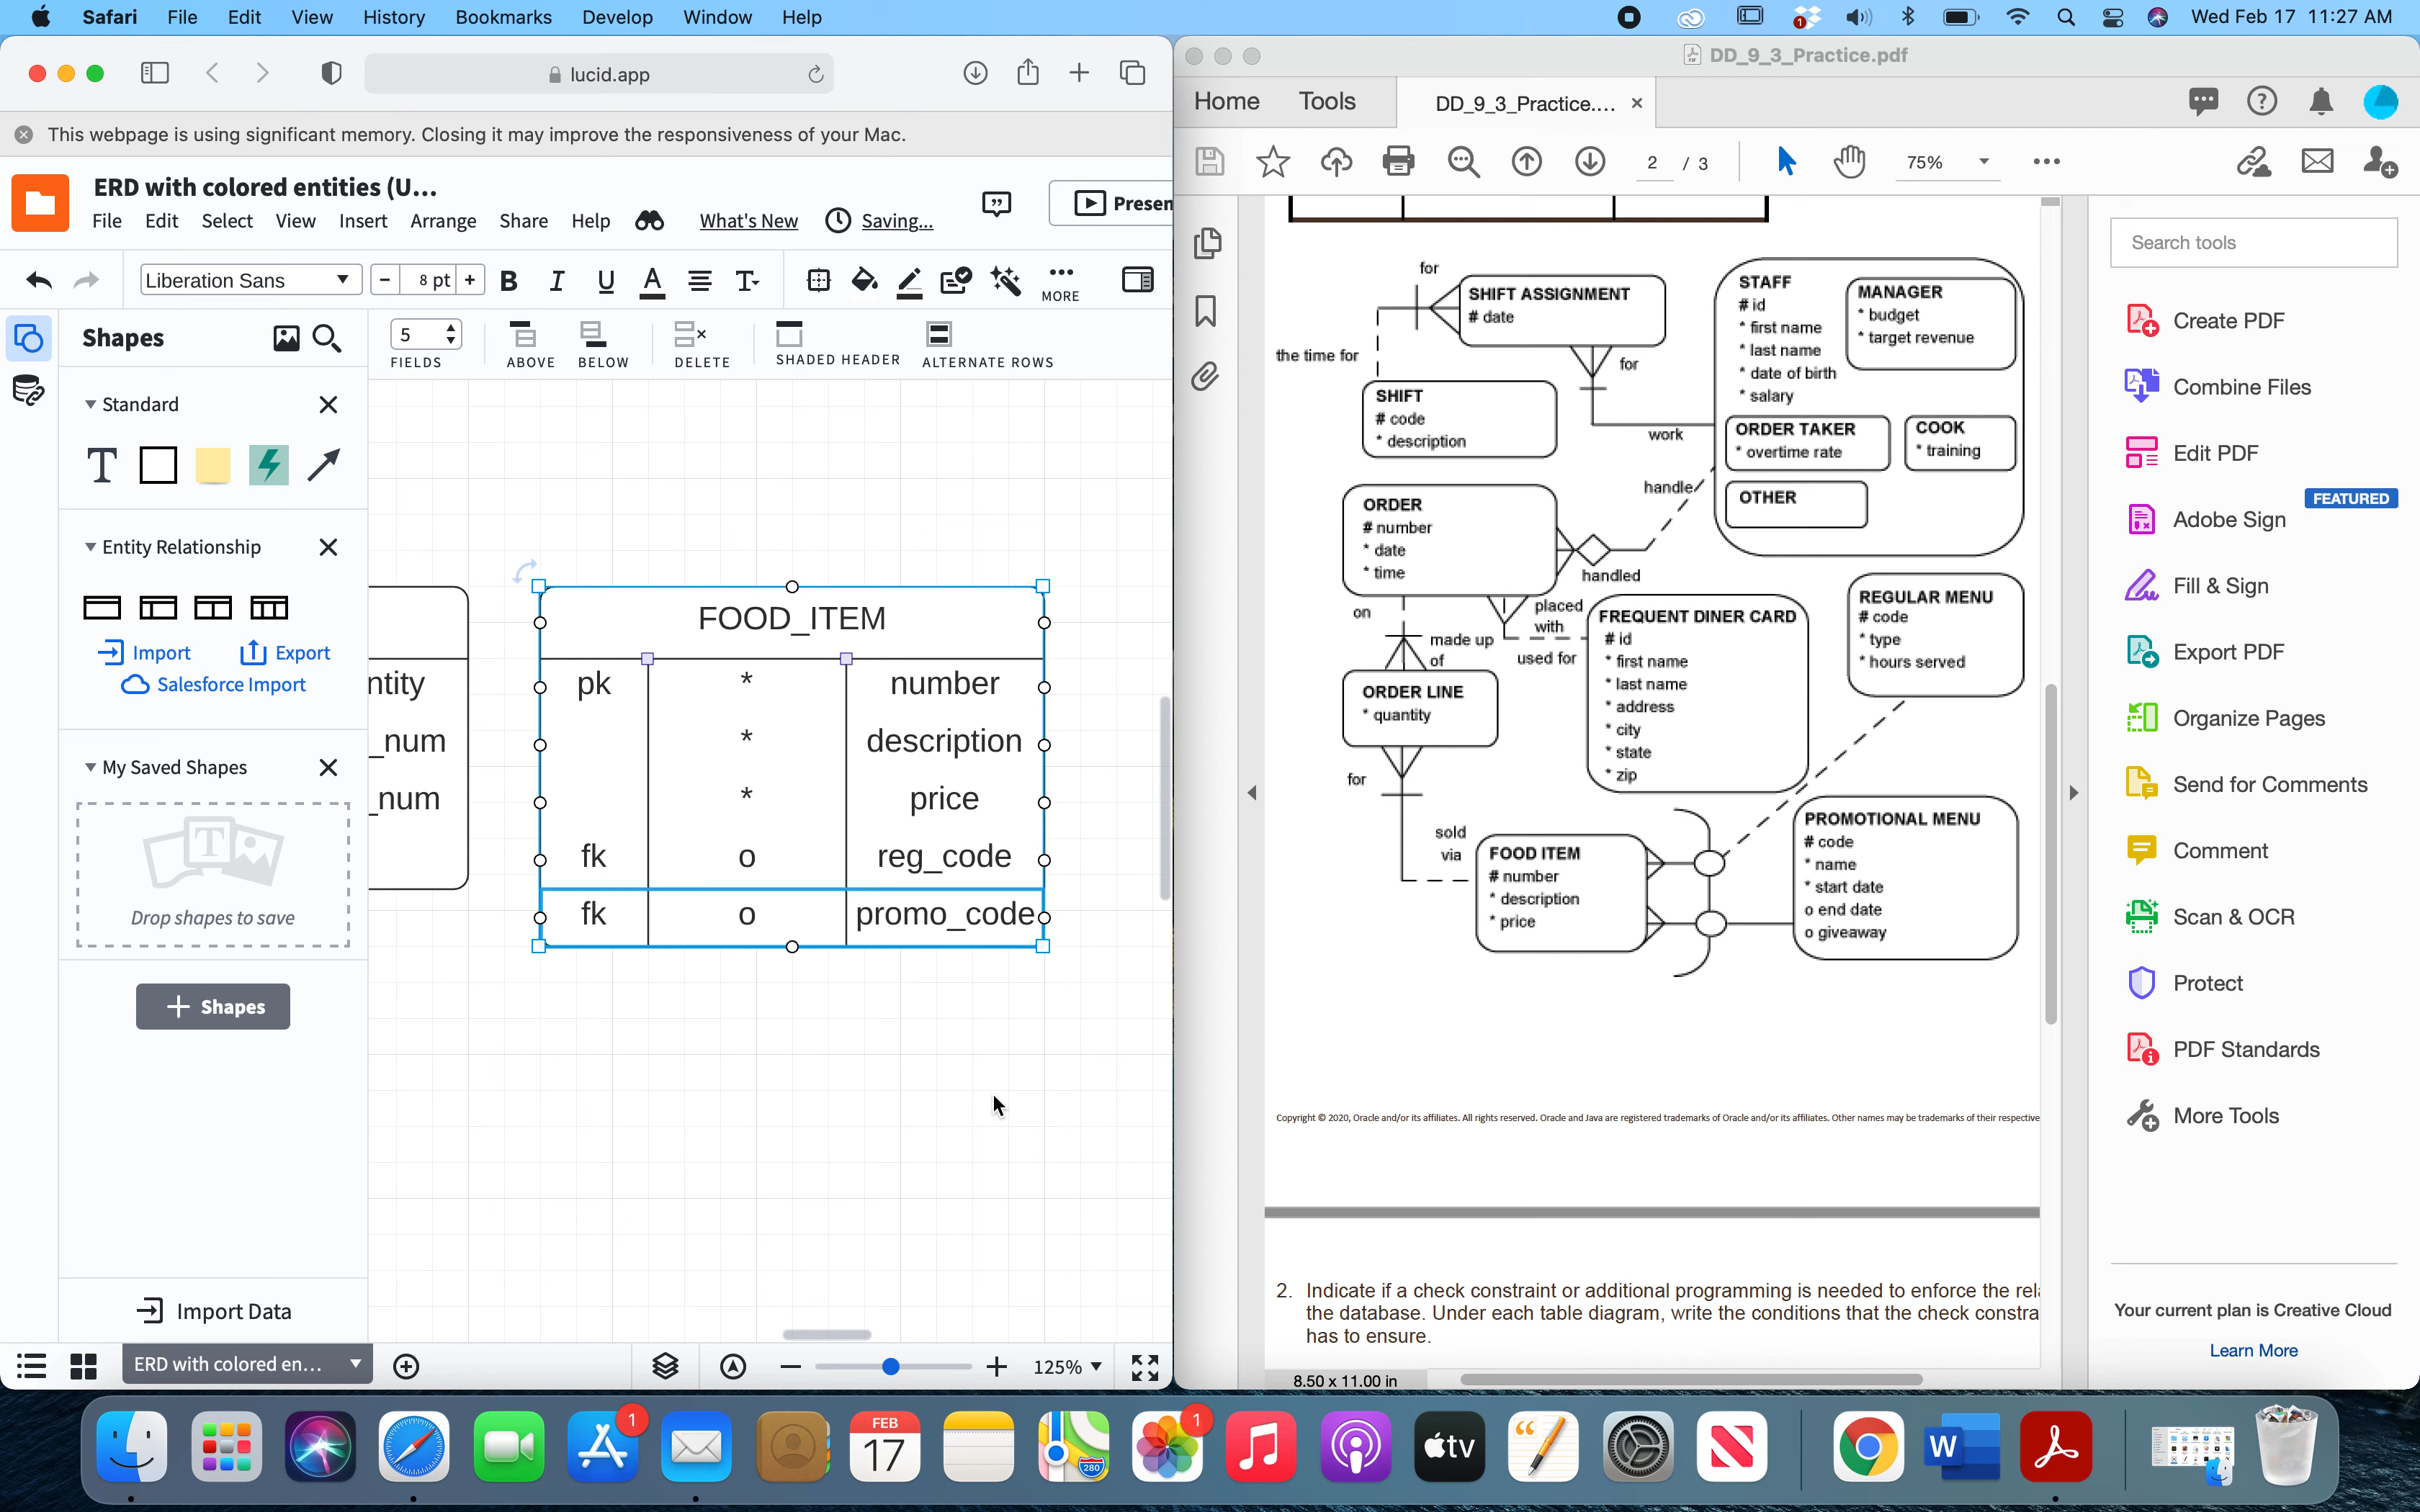 Safari File Edit View History Bookmarks Develop Window Help
1
Wed Feb 17 11:27 AM
lucid.app
This webpage is using significant memory. Closing it may improve the responsiveness of your Mac.
ERD with colored entities (U...
File Edit Select View Insert Arrange Share Help What's New Saving...
Presen
Liberation Sans
- 8 pt +
B I U A T
MORE
Shapes
5
FIELDS
ABOVE
BELOW
DELETE
SHADED HEADER
ALTERNATE ROWS
Standard
T
Entity Relationship
Import
Export
Salesforce Import
My Saved Shapes
T
Drop shapes to save
+ Shapes
Import Data
ntity
_num
_num
FOOD_ITEM
pk * number
* description
* price
fk o reg_code
fk o promo_code
ERD with colored en...
125%
DD_9_3_Practice.pdf
Home Tools DD_9_3_Practice....
2 / 3
75%
for
SHIFT ASSIGNMENT
# date
the time for
for
SHIFT
# code
* description
work
STAFF
# id
* first name
* last name
* date of birth
* salary
MANAGER
* budget
* target revenue
ORDER TAKER
* overtime rate
COOK
* training
OTHER
handle
ORDER
# number
* date
* time
handled
on
placed
with
made up
of
used for
FREQUENT DINER CARD
# id
* first name
* last name
* address
* city
* state
* zip
REGULAR MENU
# code
* type
* hours served
ORDER LINE
* quantity
for
sold
via
FOOD ITEM
# number
* description
* price
PROMOTIONAL MENU
# code
* name
* start date
o end date
o giveaway
Copyright © 2020, Oracle and/or its affiliates. All rights reserved. Oracle and Java are registered trademarks of Oracle and/or its affiliates. Other names may be trademarks of their respective
2. Indicate if a check constraint or additional programming is needed to enforce the rel
the database. Under each table diagram, write the conditions that the check constra
has to ensure.
8.50 x 11.00 in
Search tools
Create PDF
Combine Files
Edit PDF
FEATURED
Adobe Sign
Fill & Sign
Export PDF
Organize Pages
Send for Comments
Comment
Scan & OCR
Protect
PDF Standards
More Tools
Your current plan is Creative Cloud
Learn More
1
FEB
17
280
1
tv
W